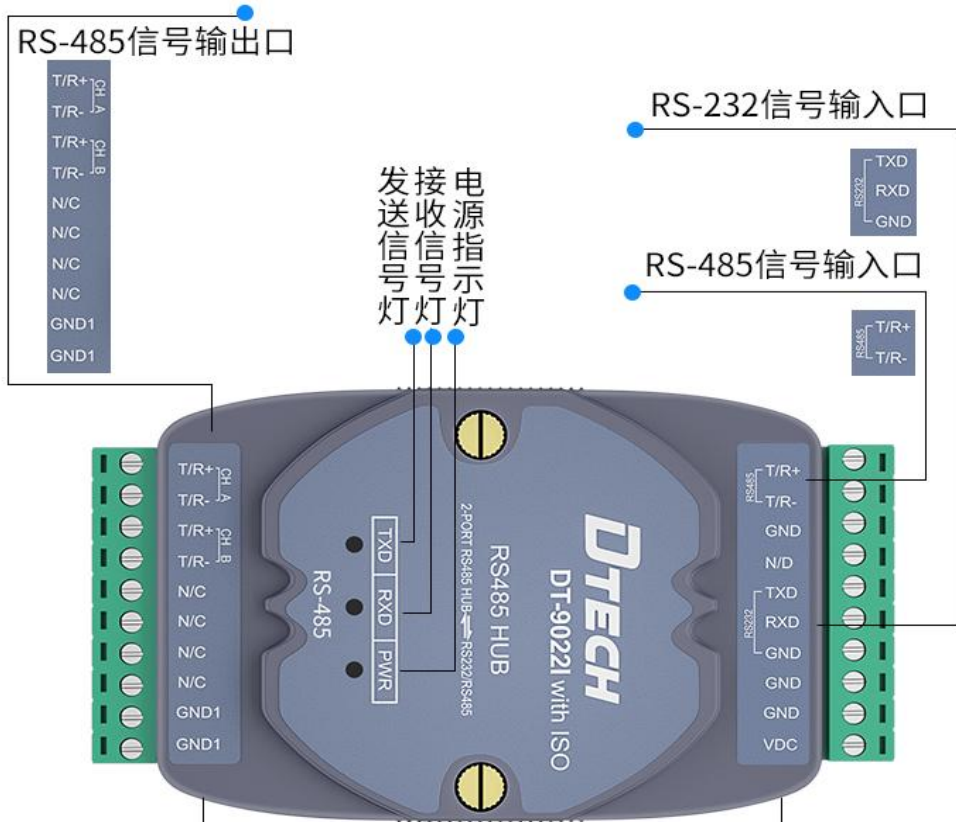 RS-485信号输出口
T/R+
CH_A
T/R-
T/R+
CH_B
T/R-
N/C
N/C
N/C
N/C
GND1
GND1
发送信号灯
接收信号灯
电源指示灯
RS-232信号输入口
RS232
TXD
RXD
GND
RS-485信号输入口
RS485
T/R+
T/R-
T/R+
CH A
T/R-
T/R+
CH B
T/R-
N/C
N/C
N/C
N/C
GND1
GND1
RS-485
TXD
RXD
PWR
2-PORT RS485 HUB RS232/RS485
RS485 HUB
DT-9022I with ISO
DTECH
RS485
T/R+
T/R-
GND
N/D
RS232
TXD
RXD
GND
GND
GND
VDC